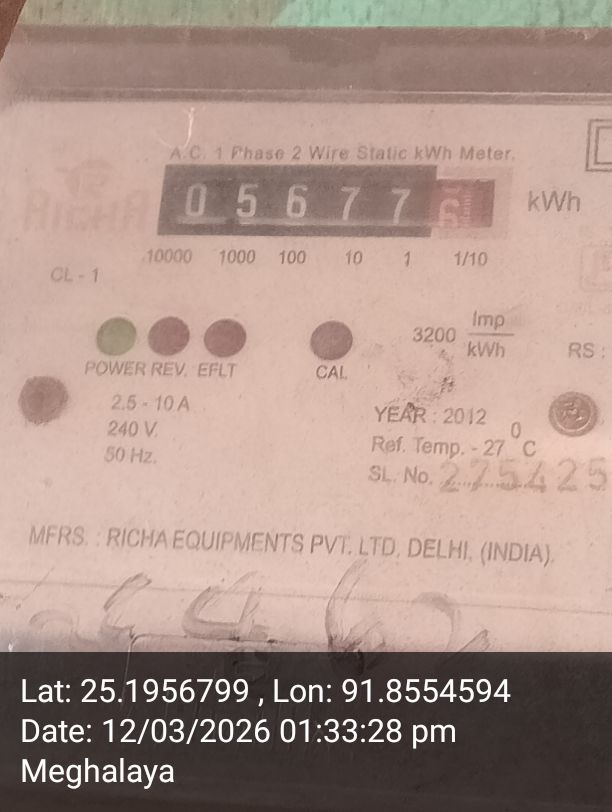 A.C. 1 Phase 2 Wire Static kWh Meter.
0 5 6 7 7 6 kWh
10000 1000 100 10 1 1/10
CL - 1
3200 Imp/kWh
RS :
POWER REV. EFLT CAL
2.5 - 10 A
240 V.
50 Hz.
YEAR : 2012
Ref. Temp. - 27 0 C
SL. No. 275425
MFRS. : RICHA EQUIPMENTS PVT. LTD. DELHI. (INDIA).
Lat: 25.1956799 , Lon: 91.8554594
Date: 12/03/2026 01:33:28 pm
Meghalaya